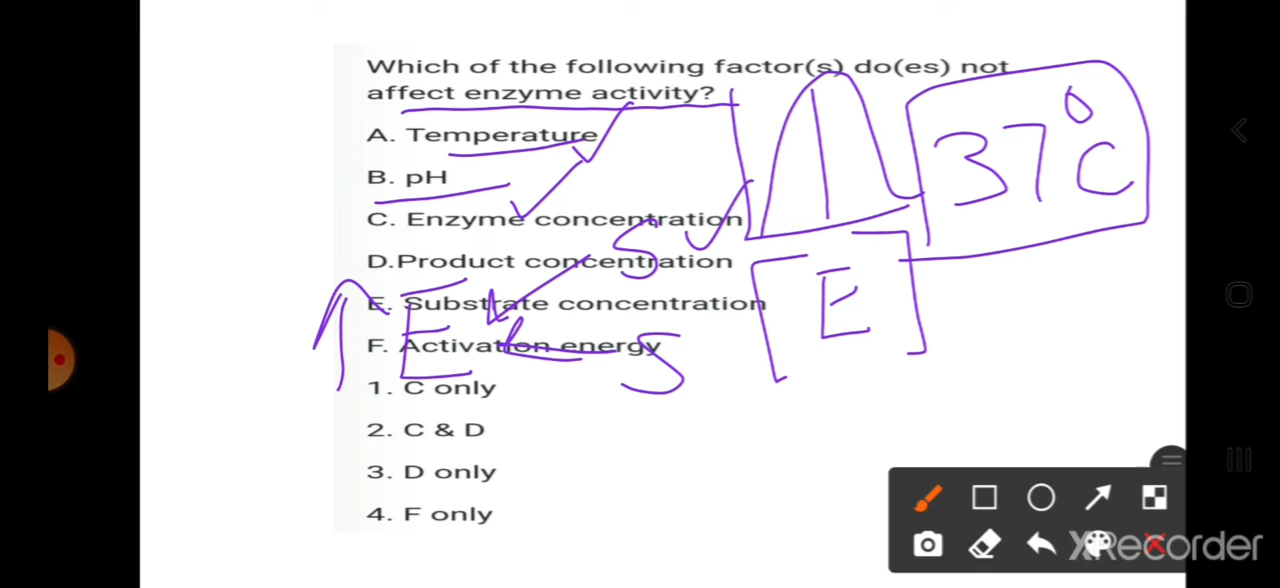 Which of the following factor(s) do(es) not
affect enzyme activity?
A. Temperature
B. pH
37°C
C. Enzyme concentration
S
D.Product concentration
[E]
E. Substrate concentration
↑ E
F. Activation energy
S
1. C only
2. C & D
3. D only
4. F only
XRecorder